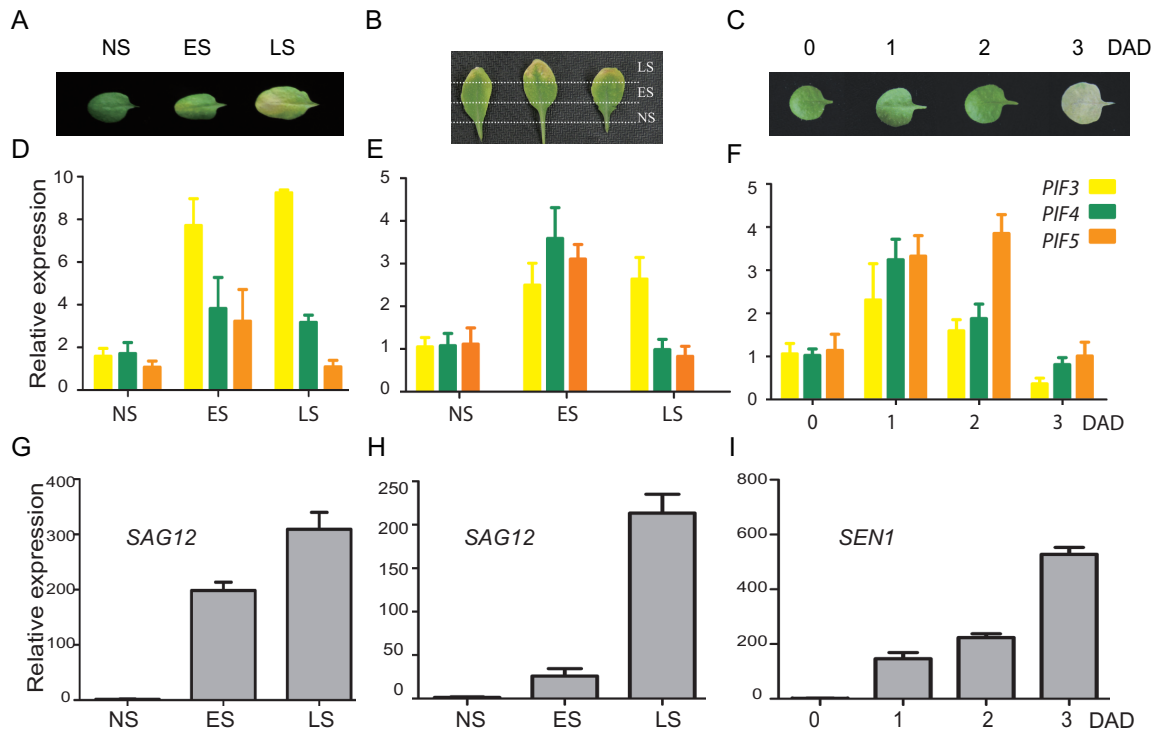 A
NS ES LS
B
LS
ES
NS
C
0 1 2 3 DAD
D
Relative expression
10
8
6
4
2
0
NS ES LS
E
5
4
3
2
1
0
NS ES LS
F
5
4
3
2
1
0
0 1 2 3 DAD
PIF3
PIF4
PIF5
G
Relative expression
400
300
200
100
0
SAG12
NS ES LS
H
250
200
150
100
50
0
SAG12
NS ES LS
I
800
600
400
200
0
SEN1
0 1 2 3 DAD